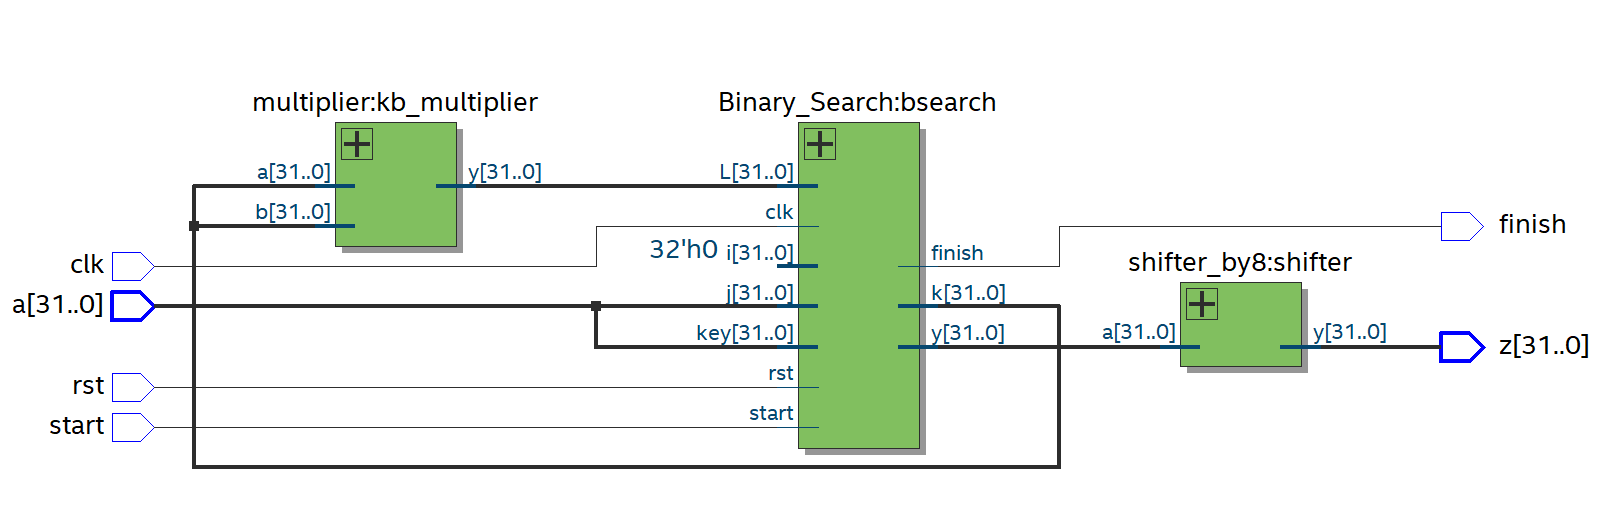 multiplier:kb_multiplier
Binary_Search:bsearch
a[31..0]
y[31..0]
L[31..0]
b[31..0]
clk
finish
32'h0
i[31..0]
finish
shifter_by8:shifter
clk
a[31..0]
j[31..0]
k[31..0]
key[31..0]
y[31..0]
a[31..0]
y[31..0]
z[31..0]
rst
rst
start
start